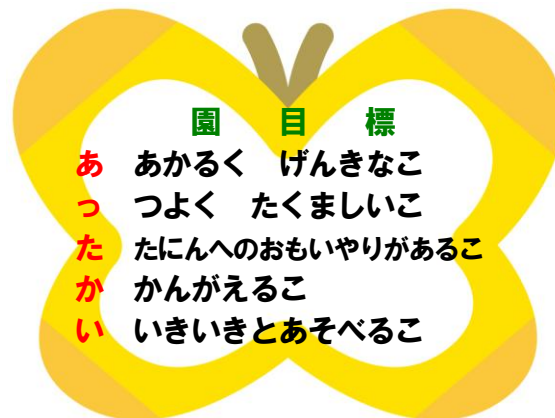 園 目 標
あ あかるく げんきなこ
っ つよく たくましいこ
た たにんへのおもいやりがあるこ
か かんがえるこ
い いきいきとあそべるこ